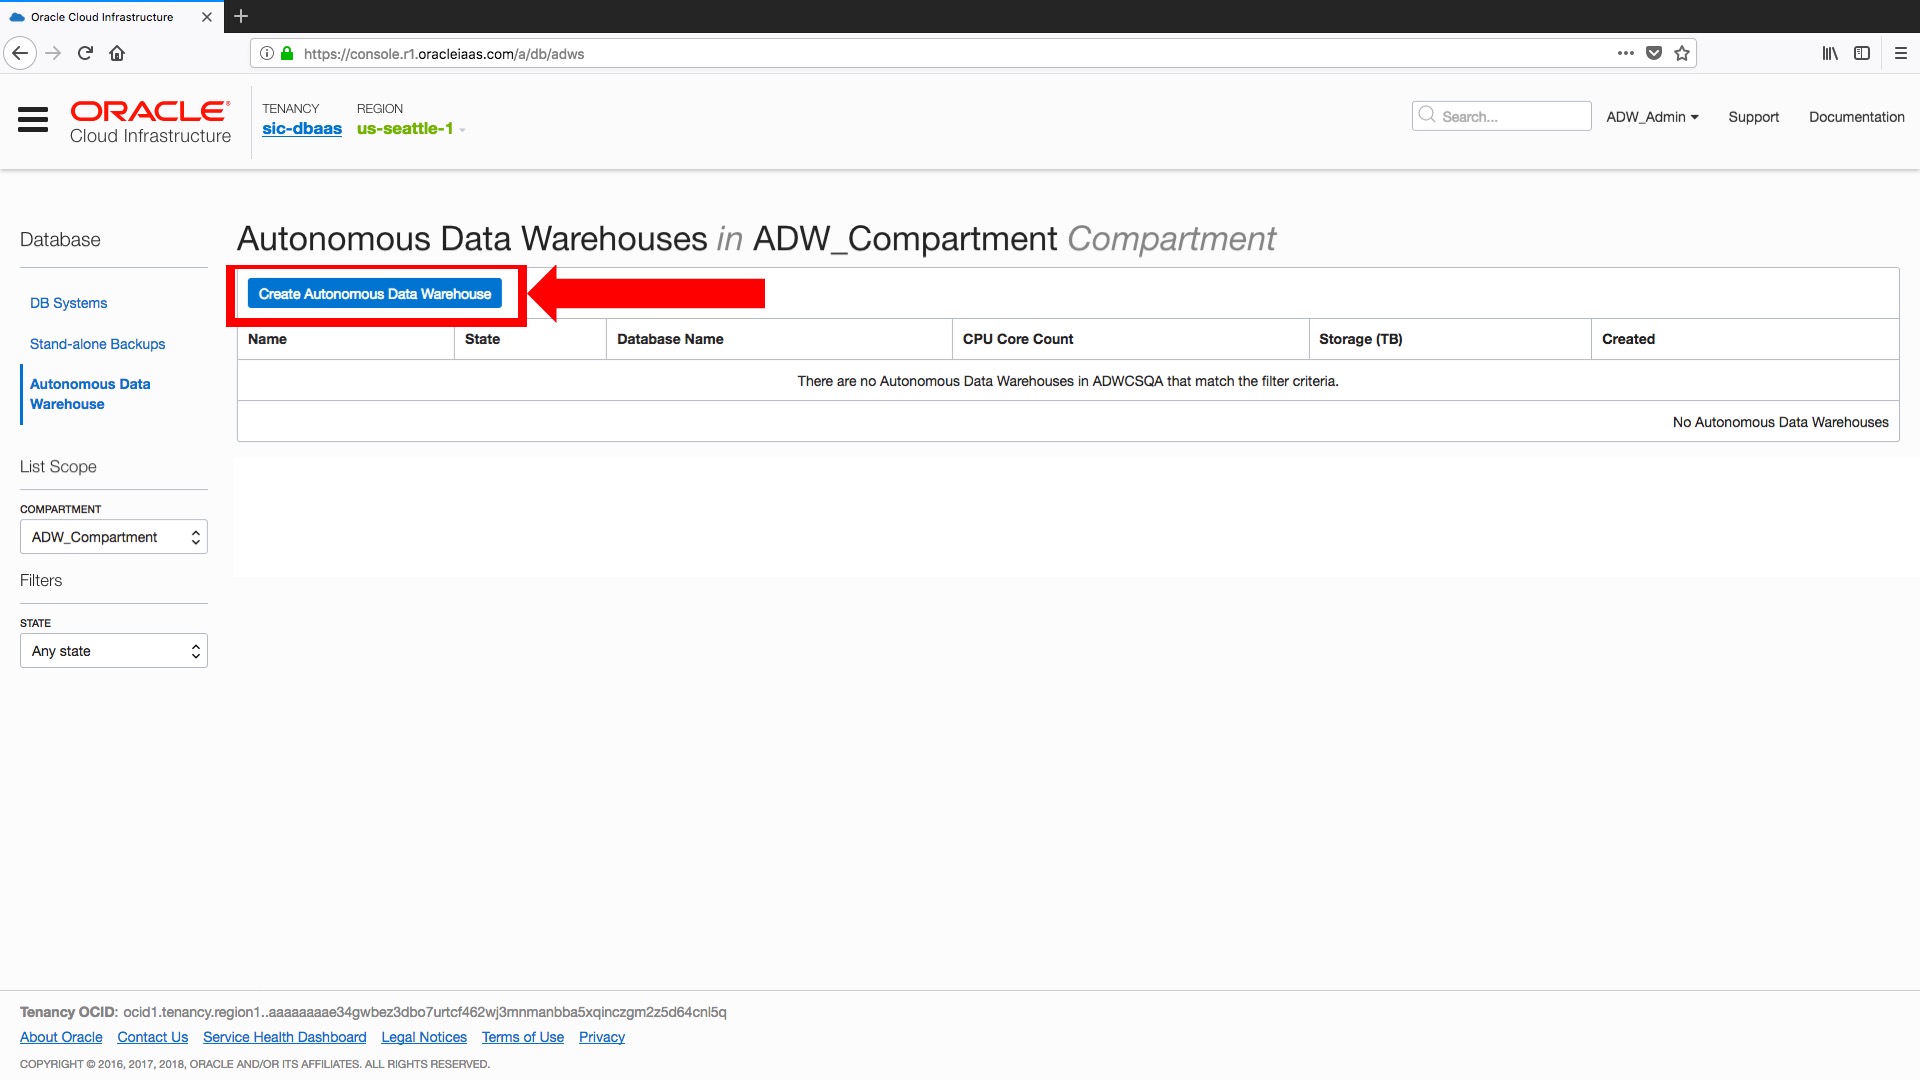 Oracle Cloud Infrastructure
https://console.r1.oracleiaas.com/a/db/adws
ORACLE
Cloud Infrastructure
TENANCY
sic-dbaas
REGION
us-seattle-1
Search...
ADW_Admin
Support
Documentation
Database
DB Systems
Stand-alone Backups
Autonomous Data
Warehouse
List Scope
COMPARTMENT
ADW_Compartment
Filters
STATE
Any state
Autonomous Data Warehouses in ADW_Compartment Compartment
Create Autonomous Data Warehouse
Name State Database Name CPU Core Count Storage (TB) Created
There are no Autonomous Data Warehouses in ADWCSQA that match the filter criteria.
No Autonomous Data Warehouses
Tenancy OCID: ocid1.tenancy.region1..aaaaaaaae34gwbez3dbo7urtcf462wj3mnmanbba5xqinczgm2z5d64cnl5q
About Oracle Contact Us Service Health Dashboard Legal Notices Terms of Use Privacy
COPYRIGHT © 2016, 2017, 2018, ORACLE AND/OR ITS AFFILIATES. ALL RIGHTS RESERVED.